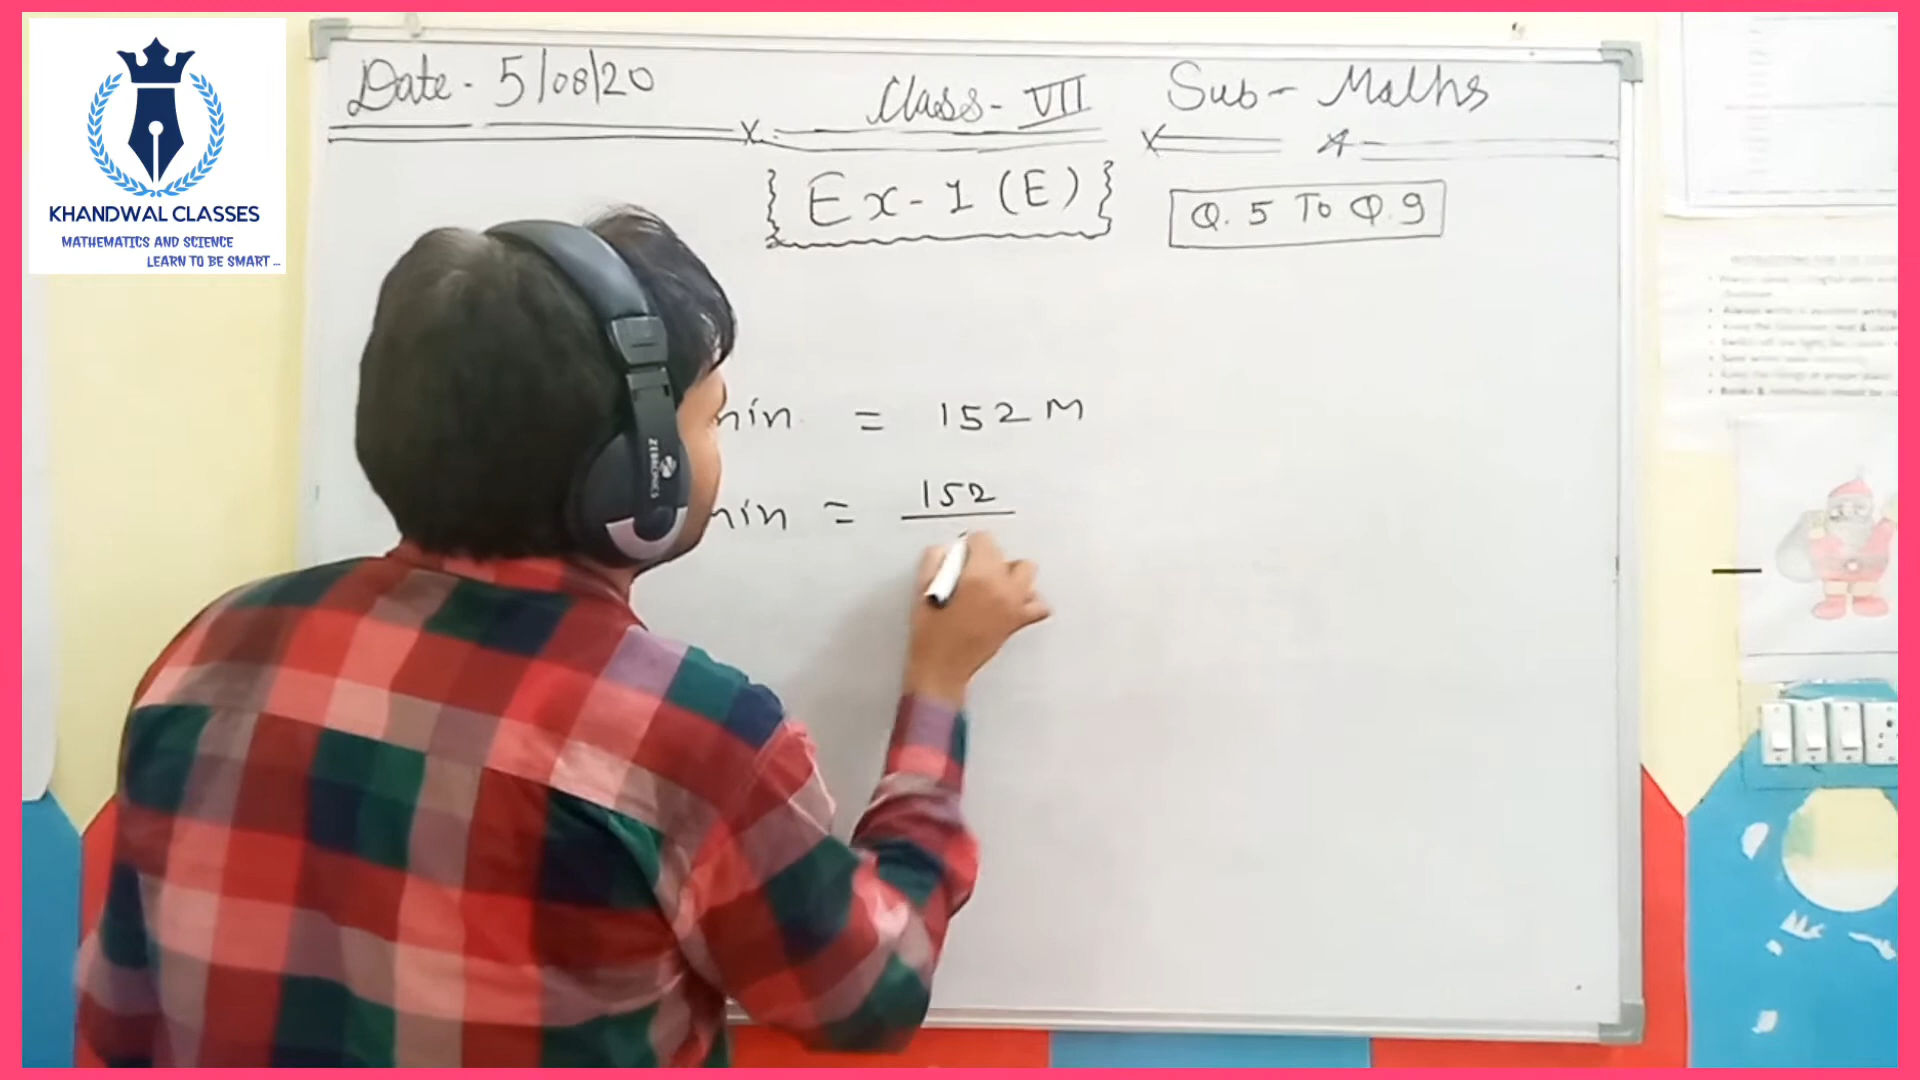 KHANDWAL CLASSES
MATHEMATICS AND SCIENCE
LEARN TO BE SMART ...
Date - 5/08/20
Class - VII
Sub - Maths
Ex - 1 (E)
Q. 5 To Q. 9
min = 152 M
min = 152
ZEBRONICS